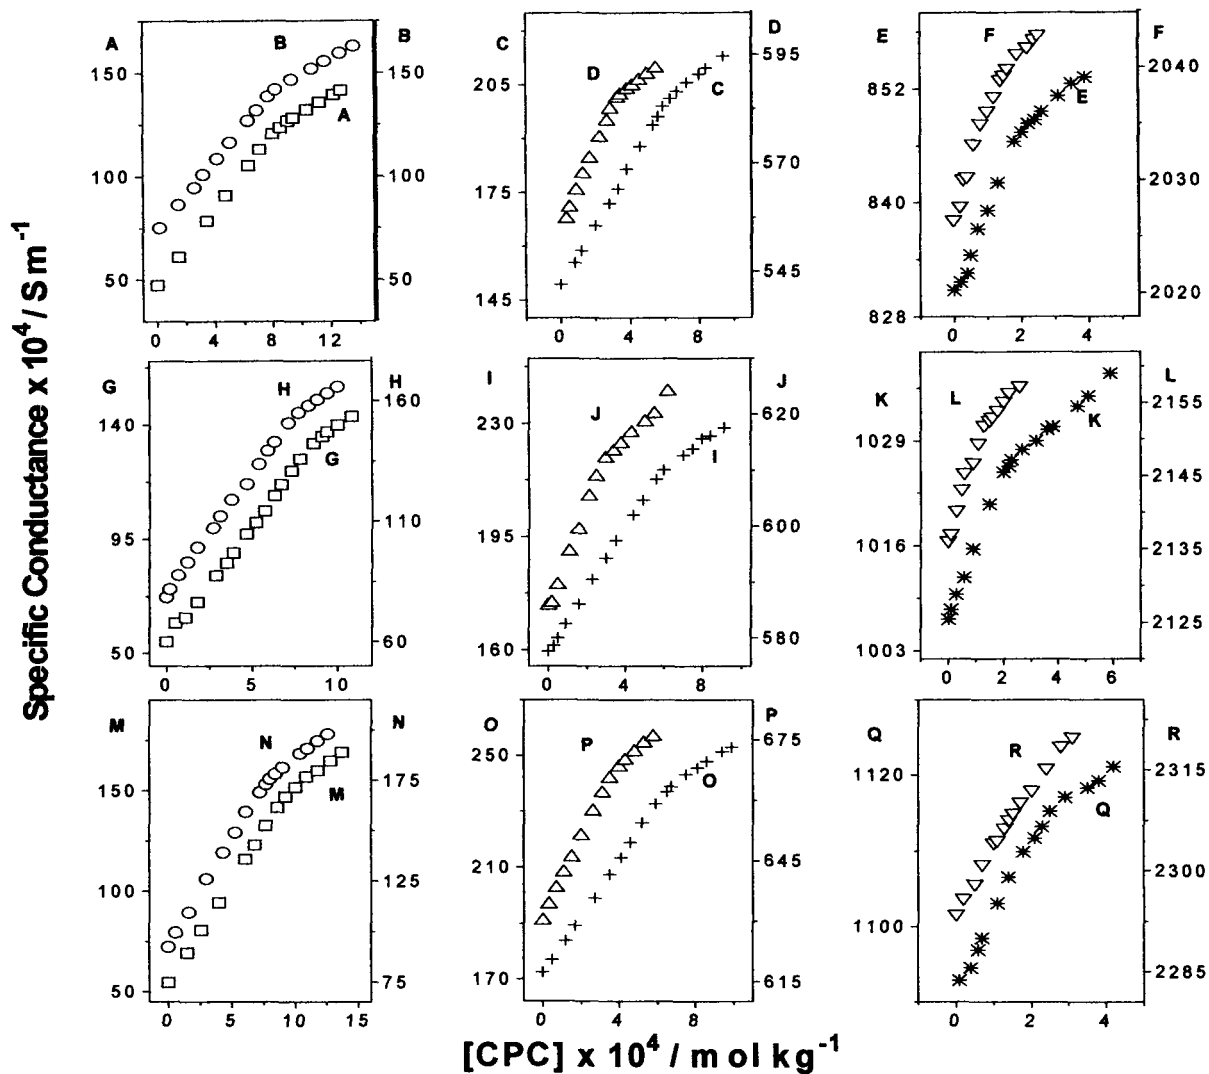 Specific Conductance x 10⁴ / S m⁻¹
A B
150 100 50
150 100 50
B
A
0 4 8 12
C D
205 175 145
595 570 545
D
C
0 4 8
E F
852 840 828
2040 2030 2020
F
E
0 2 4
G H
140 95 50
160 110 60
H
G
0 5 10
I J
230 195 160
620 600 580
J
I
0 4 8
K L
1029 1016 1003
2155 2145 2135 2125
L
K
0 2 4 6
M N
150 100 50
175 125 75
N
M
0 5 10 15
O P
250 210 170
675 645 615
P
O
0 4 8
Q R
1120 1100
2315 2300 2285
R
Q
0 2 4
[CPC] x 10⁴ / mol kg⁻¹